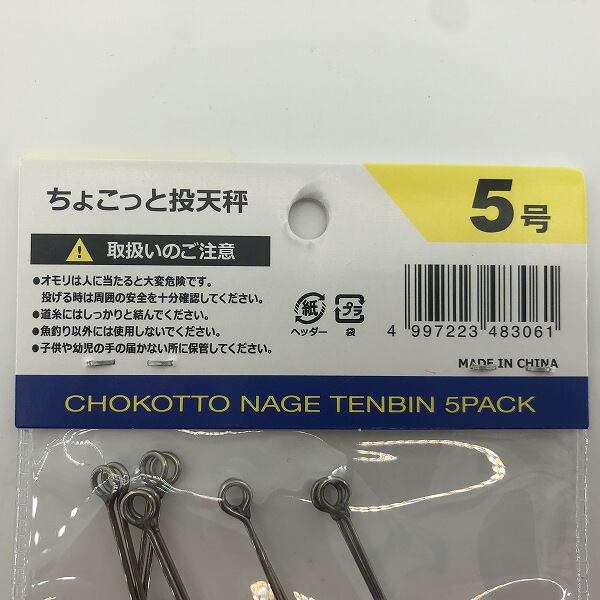 ちょこっと投天秤
5号
取扱いのご注意
●オモリは人に当たると大変危険です。
投げる時は周囲の安全を十分確認してください。
●道糸にはしっかりと結んでください。
●魚釣り以外には使用しないでください。
●子供や幼児の手の届かない所に保管してください。
紙
ヘッダー
プラ
袋
4 997223 483061
MADE IN CHINA
CHOKOTTO NAGE TENBIN 5PACK